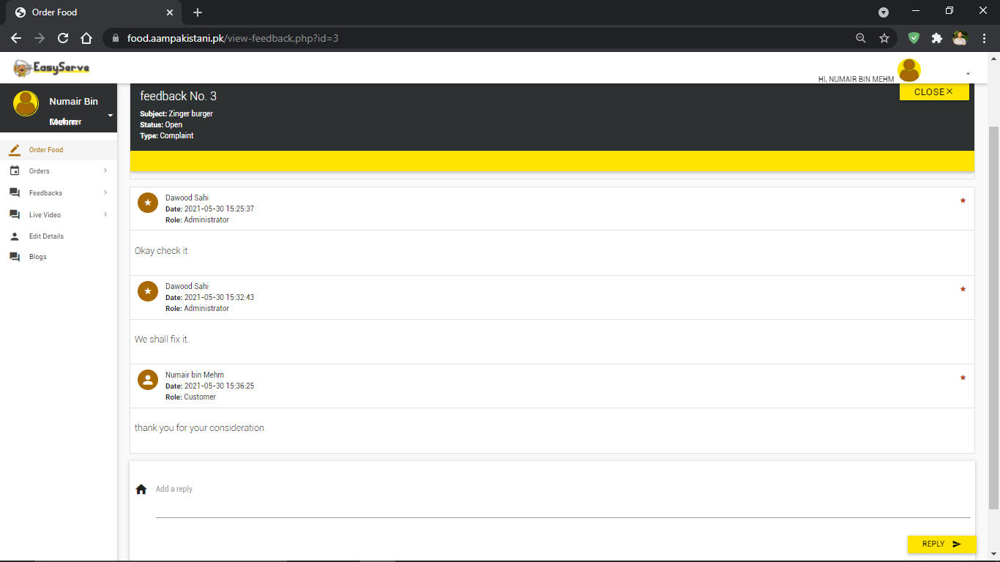 Order Food
food.aampakistani.pk/view-feedback.php?id=3
EasyServe
HI, NUMAIR BIN MEHM
Numair Bin
Mehm
Customer
Order Food
Orders
Feedbacks
Live Video
Edit Details
Blogs
feedback No. 3
CLOSE
Subject: Zinger burger
Status: Open
Type: Complaint
Dawood Sahi
Date: 2021-05-30 15:25:37
Role: Administrator
Okay check it
Dawood Sahi
Date: 2021-05-30 15:32:43
Role: Administrator
We shall fix it.
Numair bin Mehm
Date: 2021-05-30 15:36:25
Role: Customer
thank you for your consideration
Add a reply
REPLY